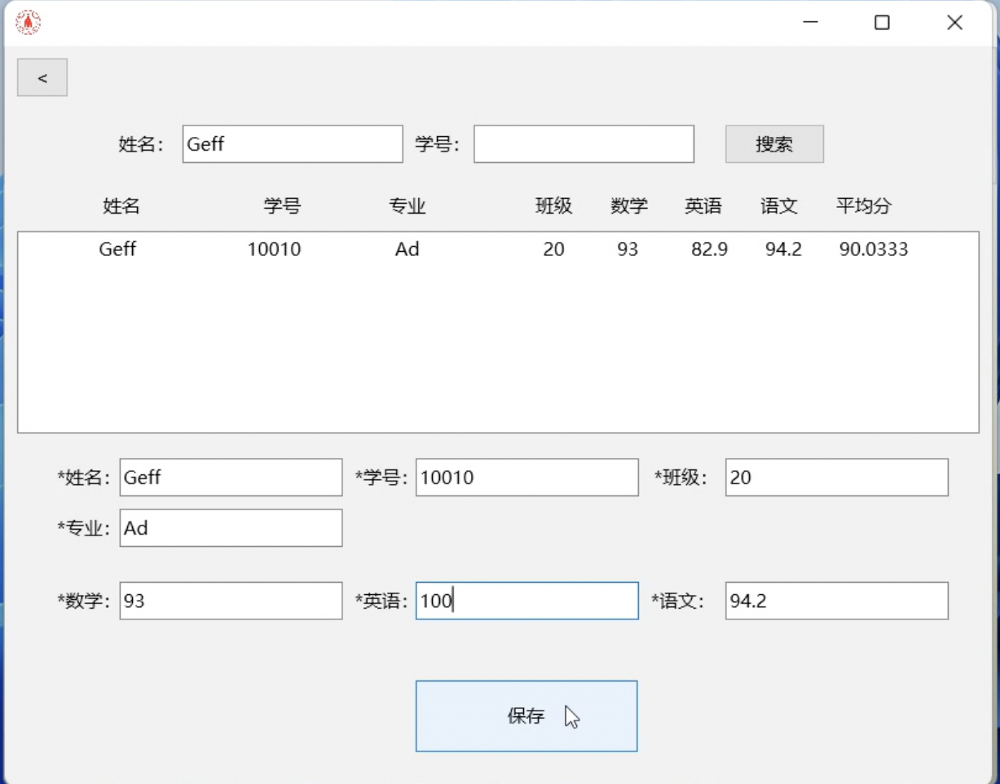 <
姓名： Geff 学号： 搜索
姓名 学号 专业 班级 数学 英语 语文 平均分
Geff 10010 Ad 20 93 82.9 94.2 90.0333
*姓名： Geff *学号： 10010 *班级： 20
*专业： Ad
*数学： 93 *英语： 100 *语文： 94.2
保存